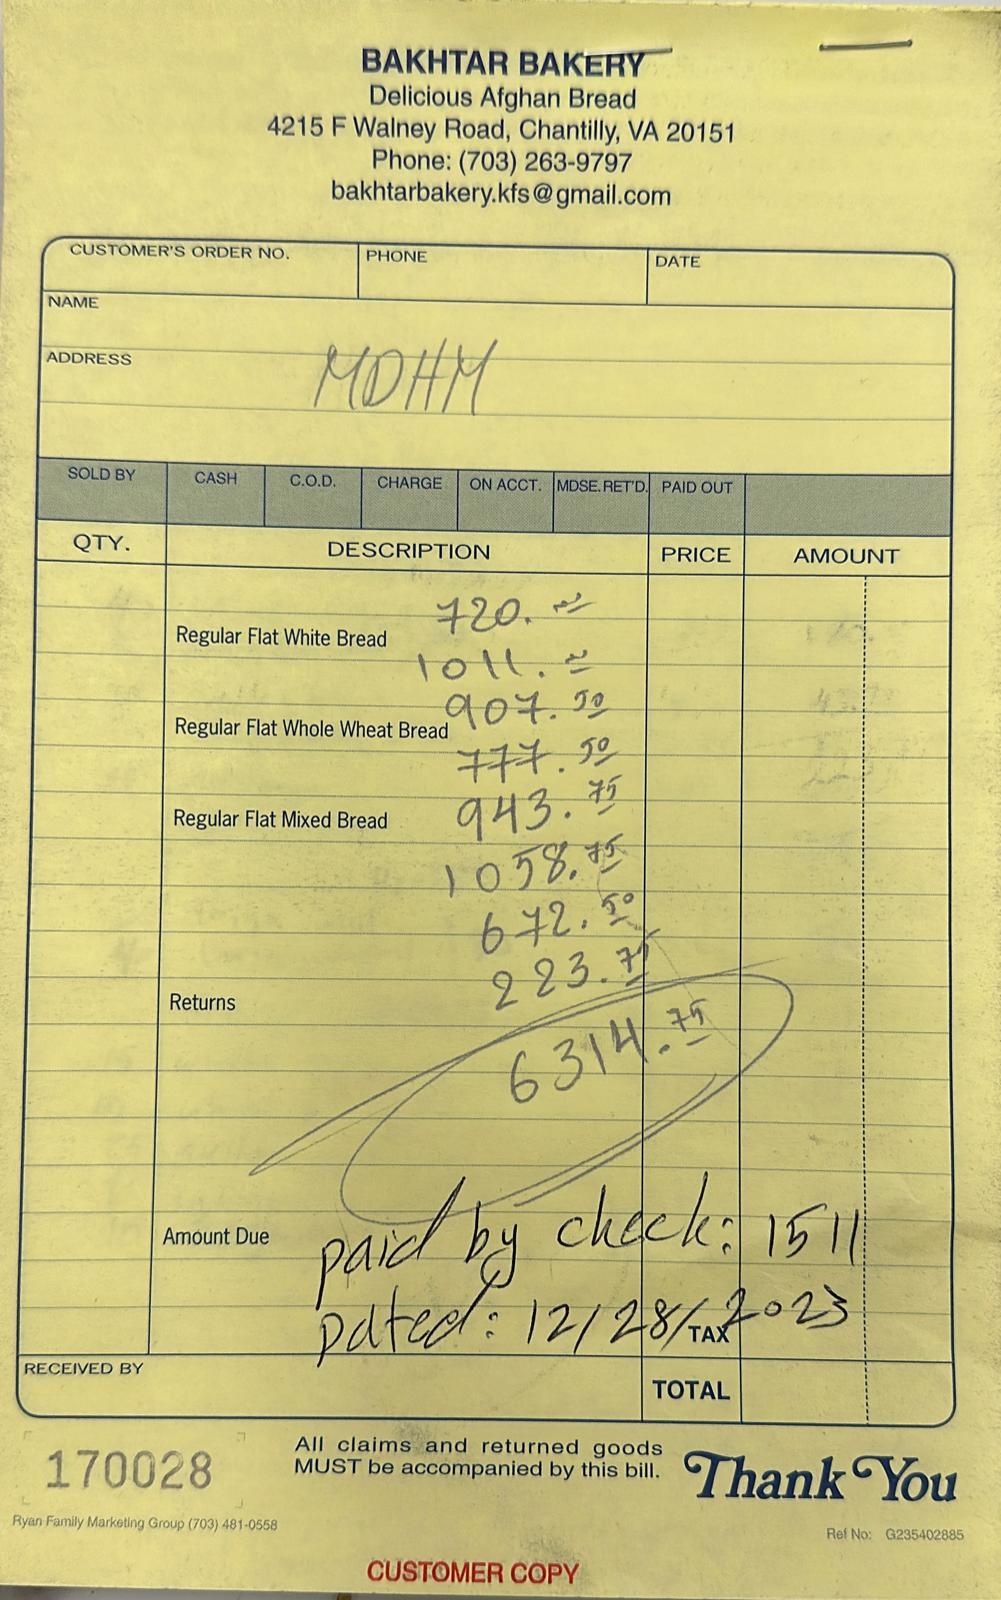 BAKHTAR BAKERY
Delicious Afghan Bread
4215 F Walney Road, Chantilly, VA 20151
Phone: (703) 263-9797
bakhtarbakery.kfs@gmail.com
CUSTOMER'S ORDER NO. PHONE DATE
NAME
ADDRESS MDHM
SOLD BY CASH C.O.D. CHARGE ON ACCT. MDSE. RET'D. PAID OUT
QTY. DESCRIPTION PRICE AMOUNT
720.
Regular Flat White Bread
1011.
907.50
Regular Flat Whole Wheat Bread
777.50
943.75
Regular Flat Mixed Bread
1058.75
672.50
223.75
Returns
6314.75
Amount Due paid by check: 1511
pated: 12/28/2023
TAX
RECEIVED BY
TOTAL
170028
All claims and returned goods
MUST be accompanied by this bill.
Thank You
Ryan Family Marketing Group (703) 481-0558
Ref No: G235402885
CUSTOMER COPY